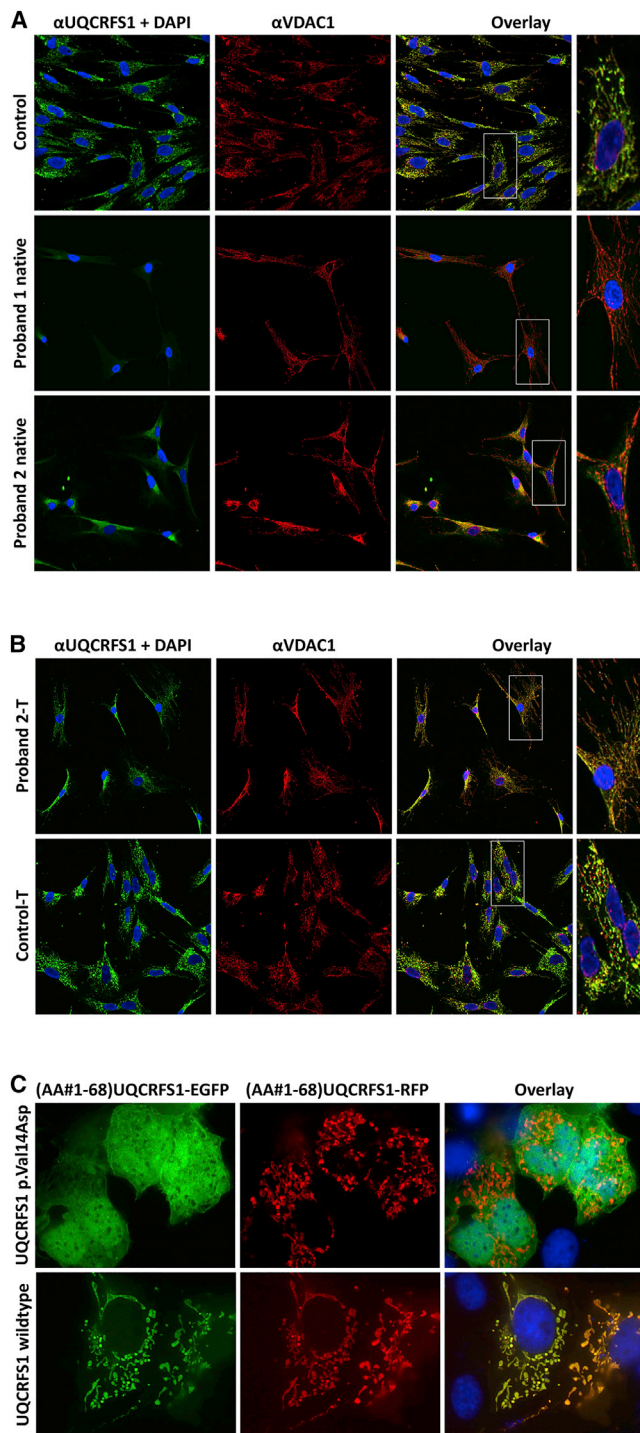 A
αUQCRFS1 + DAPI
αVDAC1
Overlay
Control
Proband 1 native
Proband 2 native
B
αUQCRFS1 + DAPI
αVDAC1
Overlay
Proband 2-T
Control-T
C
(AA#1-68)UQCRFS1-EGFP
(AA#1-68)UQCRFS1-RFP
Overlay
UQCRFS1 p.Val14Asp
UQCRFS1 wildtype